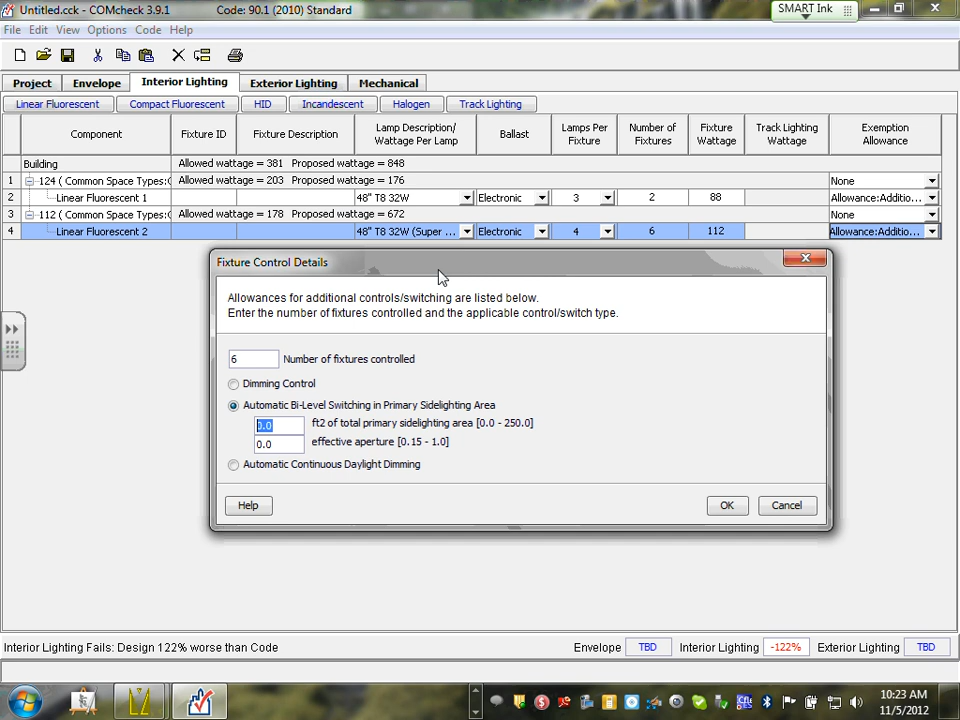 Untitled.cck - COMcheck 3.9.1 Code: 90.1 (2010) Standard
SMART Ink
File Edit View Options Code Help
Project Envelope Interior Lighting Exterior Lighting Mechanical
Linear Fluorescent Compact Fluorescent HID Incandescent Halogen Track Lighting
Component Fixture ID Fixture Description Lamp Description/ Wattage Per Lamp Ballast Lamps Per Fixture Number of Fixtures Fixture Wattage Track Lighting Wattage Exemption Allowance
Building Allowed wattage = 381 Proposed wattage = 848
1 124 ( Common Space Types:( Allowed wattage = 203 Proposed wattage = 176 None
2 Linear Fluorescent 1 48" T8 32W Electronic 3 2 88 Allowance:Additio...
3 112 ( Common Space Types:( Allowed wattage = 178 Proposed wattage = 672 None
4 Linear Fluorescent 2 48" T8 32W (Super ... Electronic 4 6 112 Allowance:Additio...
Fixture Control Details
Allowances for additional controls/switching are listed below.
Enter the number of fixtures controlled and the applicable control/switch type.
6 Number of fixtures controlled
Dimming Control
Automatic Bi-Level Switching in Primary Sidelighting Area
0.0 ft2 of total primary sidelighting area [0.0 - 250.0]
0.0 effective aperture [0.15 - 1.0]
Automatic Continuous Daylight Dimming
Help OK Cancel
Interior Lighting Fails: Design 122% worse than Code Envelope TBD Interior Lighting -122% Exterior Lighting TBD
10:23 AM
11/5/2012